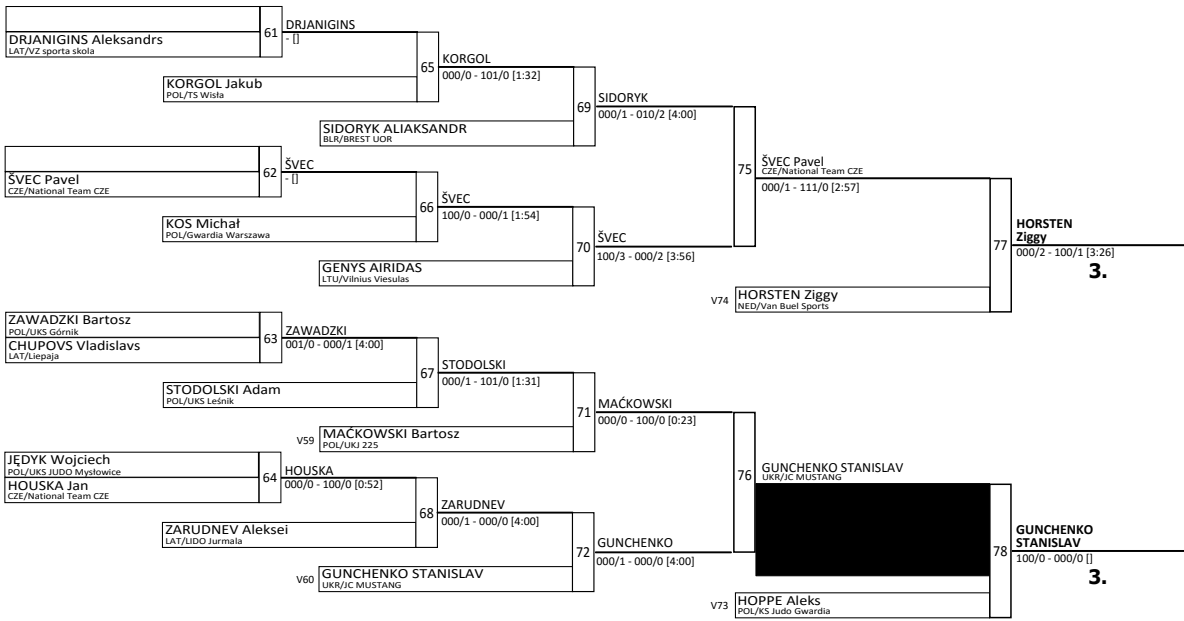 61
DRJANIGINS
- []
DRJANIGINS Aleksandrs
LAT/VZ sporta skola
65
KORGOL
000/0 - 101/0 [1:32]
KORGOL Jakub
POL/TS Wisła
69
SIDORYK
000/1 - 010/2 [4:00]
SIDORYK ALIAKSANDR
BLR/BREST UOR
62
ŠVEC
- []
ŠVEC Pavel
CZE/National Team CZE
66
ŠVEC
100/0 - 000/1 [1:54]
KOS Michał
POL/Gwardia Warszawa
70
ŠVEC
100/3 - 000/2 [3:56]
GENYS AIRIDAS
LTU/Vilnius Viesulas
75
ŠVEC Pavel
CZE/National Team CZE
000/1 - 111/0 [2:57]
77
HORSTEN
Ziggy
000/2 - 100/1 [3:26]
3.
V74
HORSTEN Ziggy
NED/Van Buel Sports
ZAWADZKI Bartosz
POL/UKS Górnik
CHUPOVS Vladislavs
LAT/Liepaja
63
ZAWADZKI
001/0 - 000/1 [4:00]
67
STODOLSKI
000/1 - 101/0 [1:31]
STODOLSKI Adam
POL/UKS Leśnik
71
MAĆKOWSKI
000/0 - 100/0 [0:23]
V59
MAĆKOWSKI Bartosz
POL/UKJ 225
JĘDYK Wojciech
POL/UKS JUDO Mysłowice
HOUSKA Jan
CZE/National Team CZE
64
HOUSKA
000/0 - 100/0 [0:52]
68
ZARUDNEV
000/1 - 000/0 [4:00]
ZARUDNEV Aleksei
LAT/LIDO Jurmala
72
GUNCHENKO
000/1 - 000/0 [4:00]
V60
GUNCHENKO STANISLAV
UKR/JC MUSTANG
76
GUNCHENKO STANISLAV
UKR/JC MUSTANG
78
GUNCHENKO
STANISLAV
100/0 - 000/0 []
3.
V73
HOPPE Aleks
POL/KS Judo Gwardia